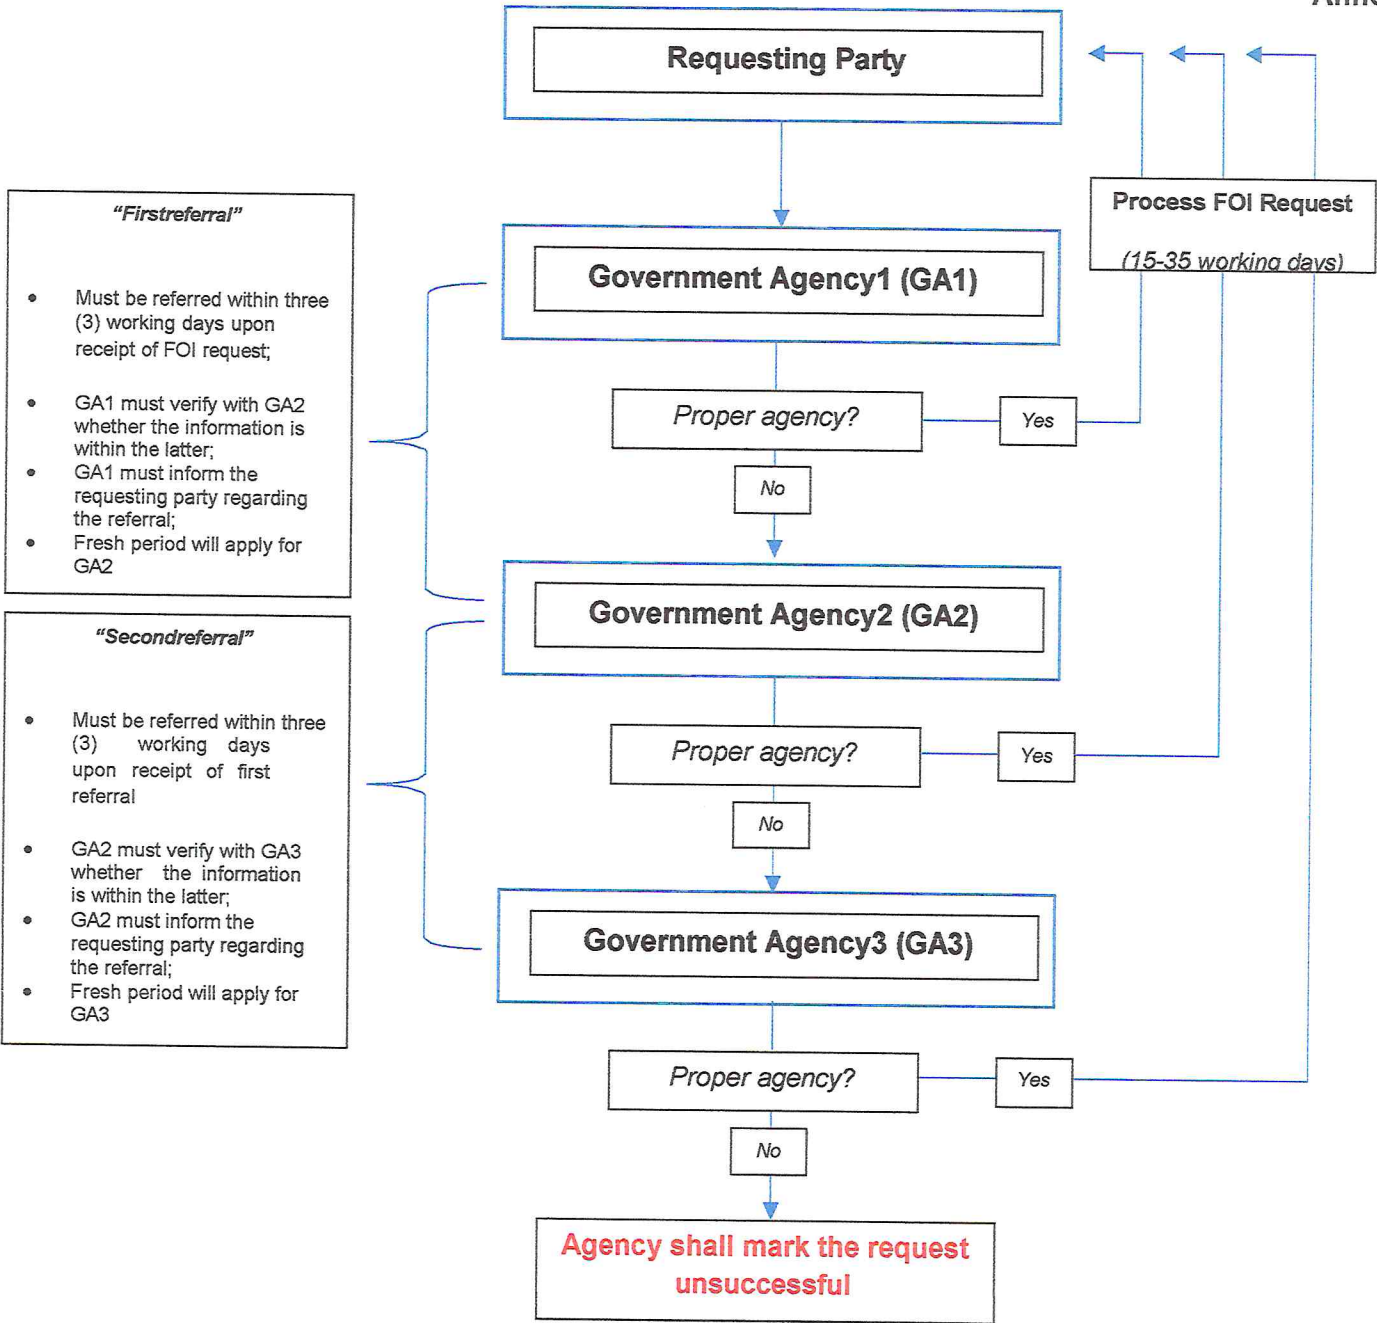 Requesting Party
Process FOI Request
(15-35 working days)
"Firstreferral"
• Must be referred within three
(3) working days upon
receipt of FOI request;
• GA1 must verify with GA2
whether the information is
within the latter;
• GA1 must inform the
requesting party regarding
the referral;
• Fresh period will apply for
GA2
Government Agency1 (GA1)
Proper agency?
Yes
No
Government Agency2 (GA2)
"Secondreferral"
• Must be referred within three
(3) working days
upon receipt of first
referral
• GA2 must verify with GA3
whether the information
is within the latter;
• GA2 must inform the
requesting party regarding
the referral;
• Fresh period will apply for
GA3
Proper agency?
Yes
No
Government Agency3 (GA3)
Proper agency?
Yes
No
Agency shall mark the request
unsuccessful